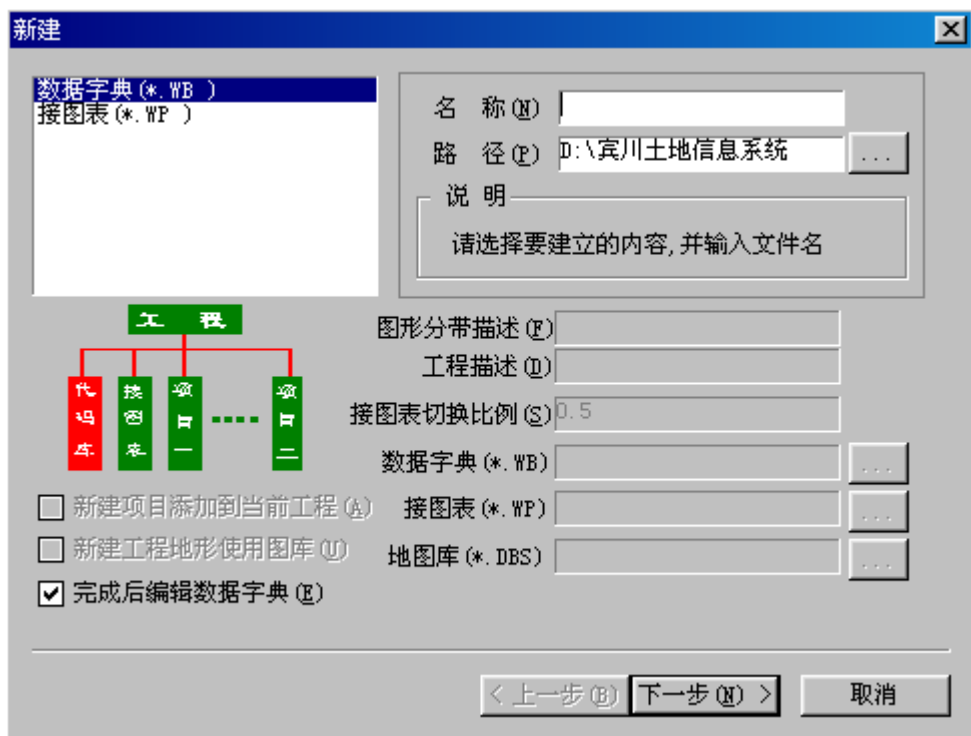 新建
数据字典(*.WB )
接图表(*.WP )
名 称(N)
路 径(P) D:\宾川土地信息系统 ...
说 明
请选择要建立的内容,并输入文件名
工 程
代码库 接图表 项目一 项目二
图形分带描述(F)
工程描述(D)
接图表切换比例(S) 0.5
数据字典(*.WB) ...
接图表(*.WP) ...
地图库(*.DBS) ...
新建项目添加到当前工程(A)
新建工程地形使用图库(U)
完成后编辑数据字典(E)
< 上一步(B) 下一步(N) > 取消